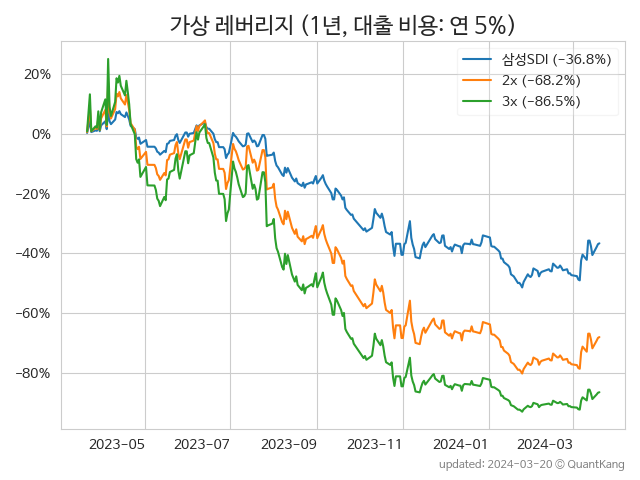 가상 레버리지 (1년, 대출 비용: 연 5%)
삼성SDI (−36.8%)
2x (−68.2%)
3x (−86.5%)
20%
0%
−20%
−40%
−60%
−80%
2023-05 2023-07 2023-09 2023-11 2024-01 2024-03
updated: 2024-03-20 © QuantKang